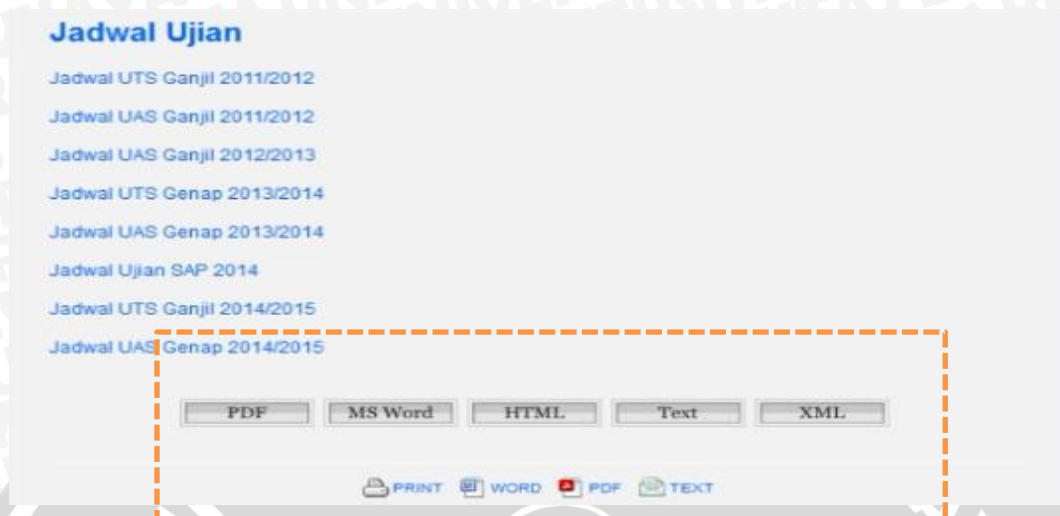 Jadwal Ujian
Jadwal UTS Ganjil 2011/2012
Jadwal UAS Ganjil 2011/2012
Jadwal UAS Ganjil 2012/2013
Jadwal UTS Genap 2013/2014
Jadwal UAS Genap 2013/2014
Jadwal Ujian SAP 2014
Jadwal UTS Ganjil 2014/2015
Jadwal UAS Genap 2014/2015
PDF MS Word HTML Text XML
PRINT WORD PDF TEXT